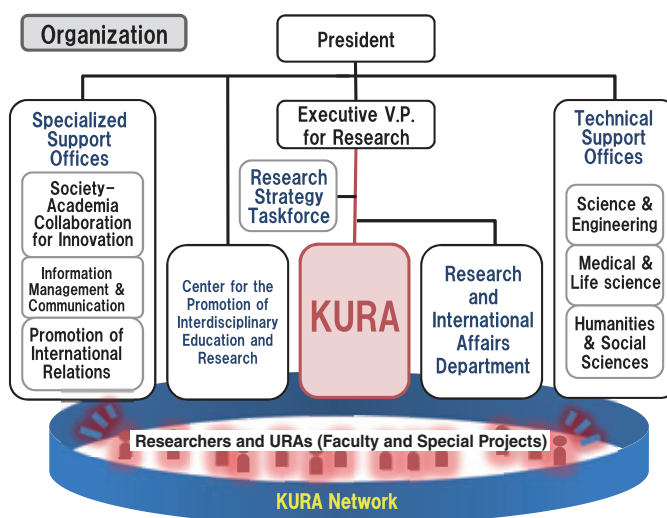 Organization
President
Executive V.P.
for Research
Specialized
Support
Offices
Society–
Academia
Collaboration
for Innovation
Information
Management &
Communication
Promotion of
International
Relations
Research
Strategy
Taskforce
Center for the
Promotion of
Interdisciplinary
Education and
Research
KURA
Research
and
International
Affairs
Department
Technical
Support
Offices
Science &
Engineering
Medical &
Life science
Humanities
& Social
Sciences
Researchers and URAs (Faculty and Special Projects)
KURA Network